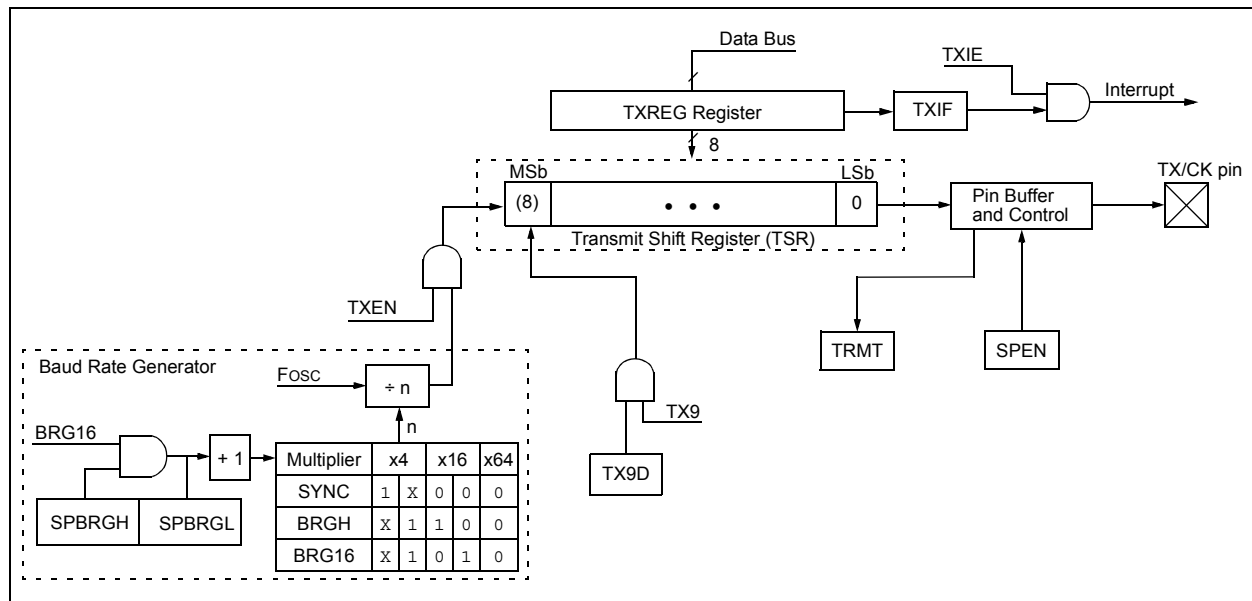 Data Bus
TXIE
Interrupt
TXREG Register
TXIF
8
MSb
LSb
TX/CK pin
(8)
• • •
0
Pin Buffer
and Control
Transmit Shift Register (TSR)
TXEN
TRMT
SPEN
Baud Rate Generator
FOSC
÷ n
TX9
n
BRG16
+ 1
Multiplier x4 x16 x64
TX9D
SYNC 1 X 0 0 0
SPBRGH SPBRGL
BRGH X 1 1 0 0
BRG16 X 1 0 1 0